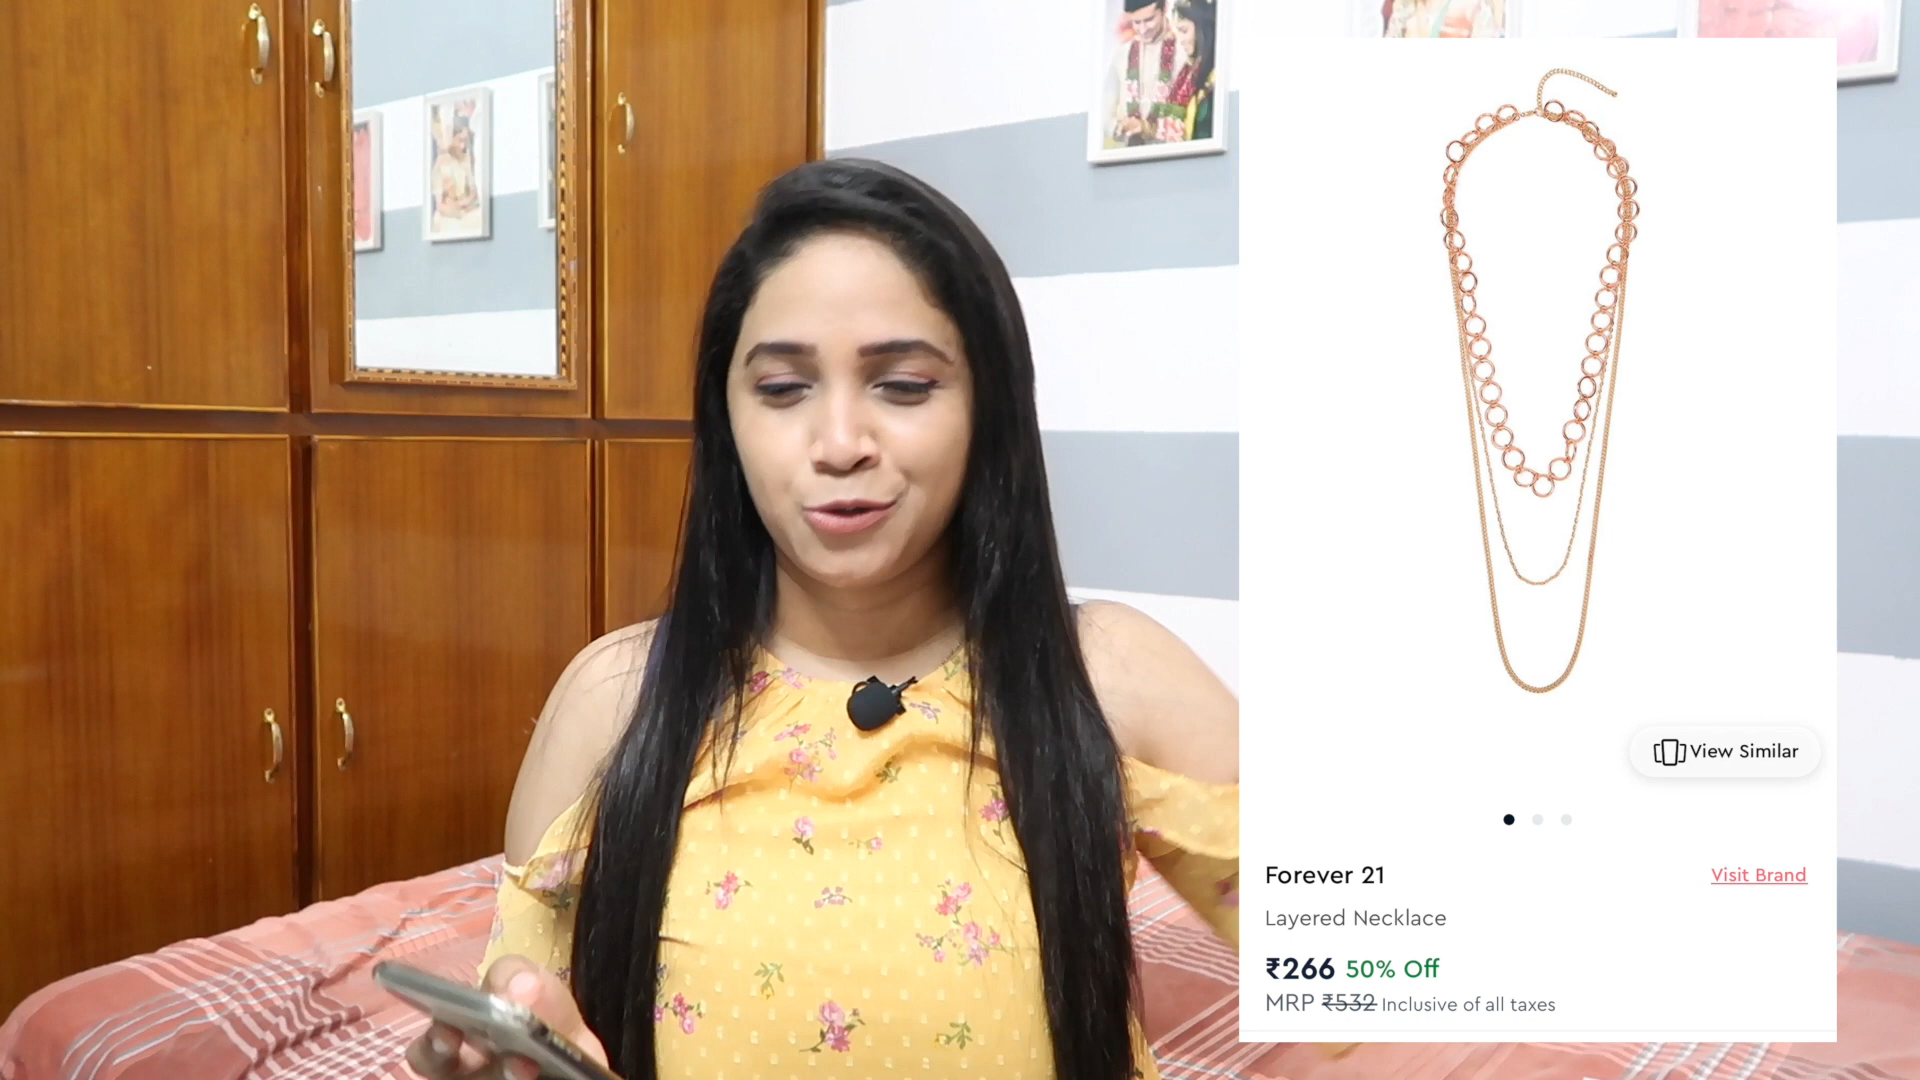 View Similar
Forever 21
Visit Brand
Layered Necklace
₹266 50% Off
MRP ₹532 Inclusive of all taxes